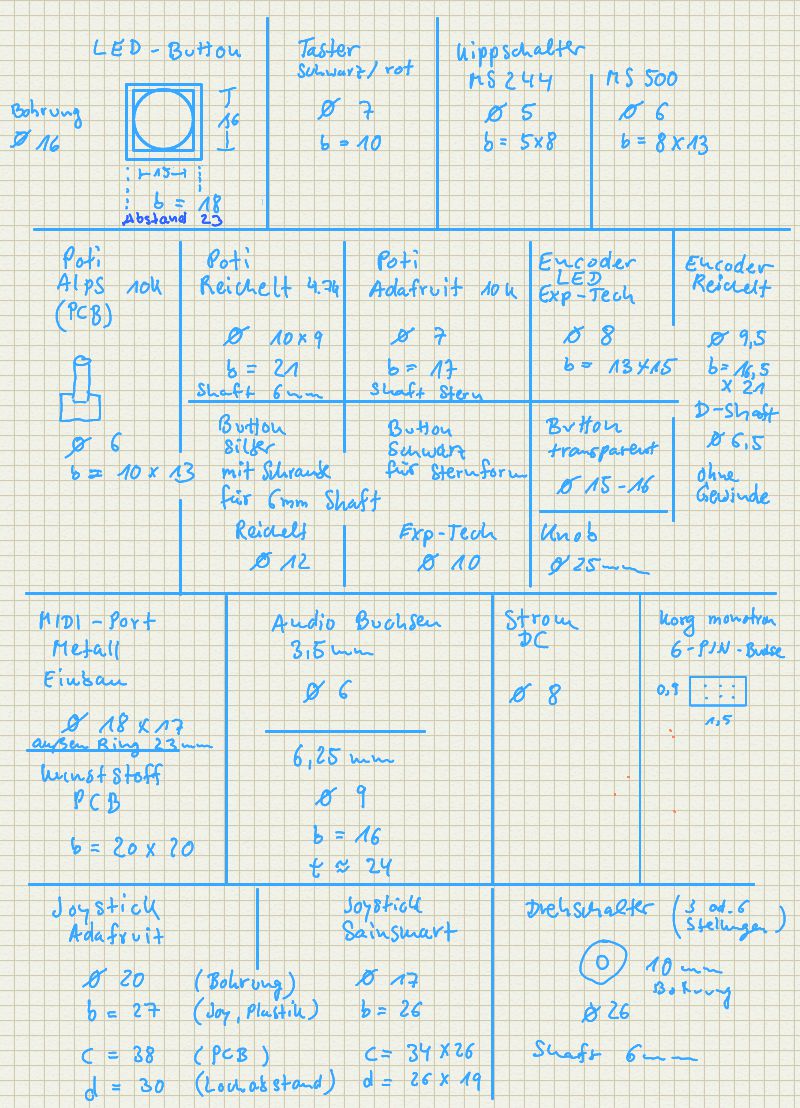 LED-Button
Bohrung
Ø 16
16
15
b = 18
Abstand 23
Taster
Schwarz/rot
Ø 7
b = 10
Kippschalter
MS 244
Ø 5
b = 5x8
MS 500
Ø 6
b = 8x13
Poti
Alps 10k
(PCB)
Ø 6
b = 10 x 13
Poti
Reichelt 4.7k
Ø 10x9
b = 21
Shaft 6mm
Poti
Adafruit 10k
Ø 7
b = 17
Shaft Stern
Encoder
LED
Exp-Tech
Ø 8
b = 13x15
Encoder
Reichelt
Ø 9,5
b = 16,5
x 21
D-Shaft
Ø 6,5
ohne
Gewinde
Button
Silber
mit Schraube
für 6mm Shaft
Reichelt
Ø 12
Button
Schwarz
für Sternform
Exp-Tech
Ø 10
Button
transparent
Ø 15-16
Knob
Ø 25mm
MIDI-Port
Metall
Einbau
Ø 18 x 17
außen Ring 23mm
Kunststoff
PCB
b = 20 x 20
Audio Buchsen
3,5mm
Ø 6
6,25 mm
Ø 9
b = 16
t ≈ 24
Strom
DC
Ø 8
Korg monotron
6-PIN-Buchse
0,9
1,5
Joystick
Adafruit
Ø 20 (Bohrung)
b = 27 (Joy, Plastik)
c = 38 (PCB)
d = 30 (Lochabstand)
Joystick
Sainsmart
Ø 17
b = 26
c = 34 x 26
d = 26 x 19
Drehschalter (3 od. 6
Stellungen)
10mm
Bohrung
Ø 26
Shaft 6mm